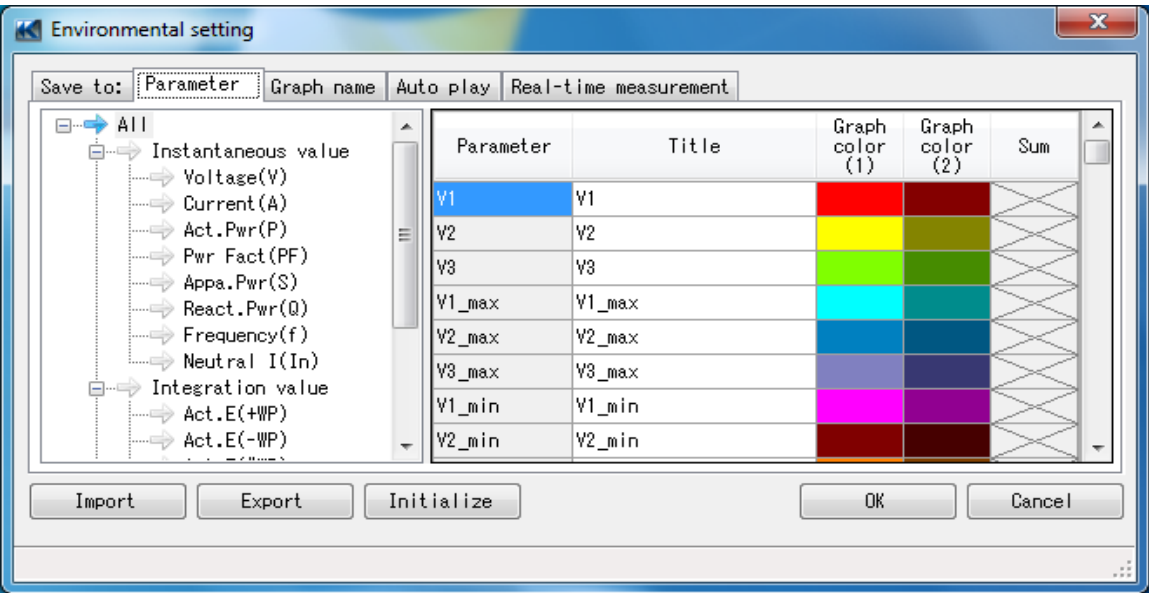 Environmental setting
Save to: Parameter Graph name Auto play Real-time measurement
All
Instantaneous value
Voltage(V)
Current(A)
Act.Pwr(P)
Pwr Fact(PF)
Appa.Pwr(S)
React.Pwr(Q)
Frequency(f)
Neutral I(In)
Integration value
Act.E(+WP)
Act.E(-WP)
Parameter Title Graph color (1) Graph color (2) Sum
V1 V1
V2 V2
V3 V3
V1_max V1_max
V2_max V2_max
V3_max V3_max
V1_min V1_min
V2_min V2_min
Import Export Initialize OK Cancel